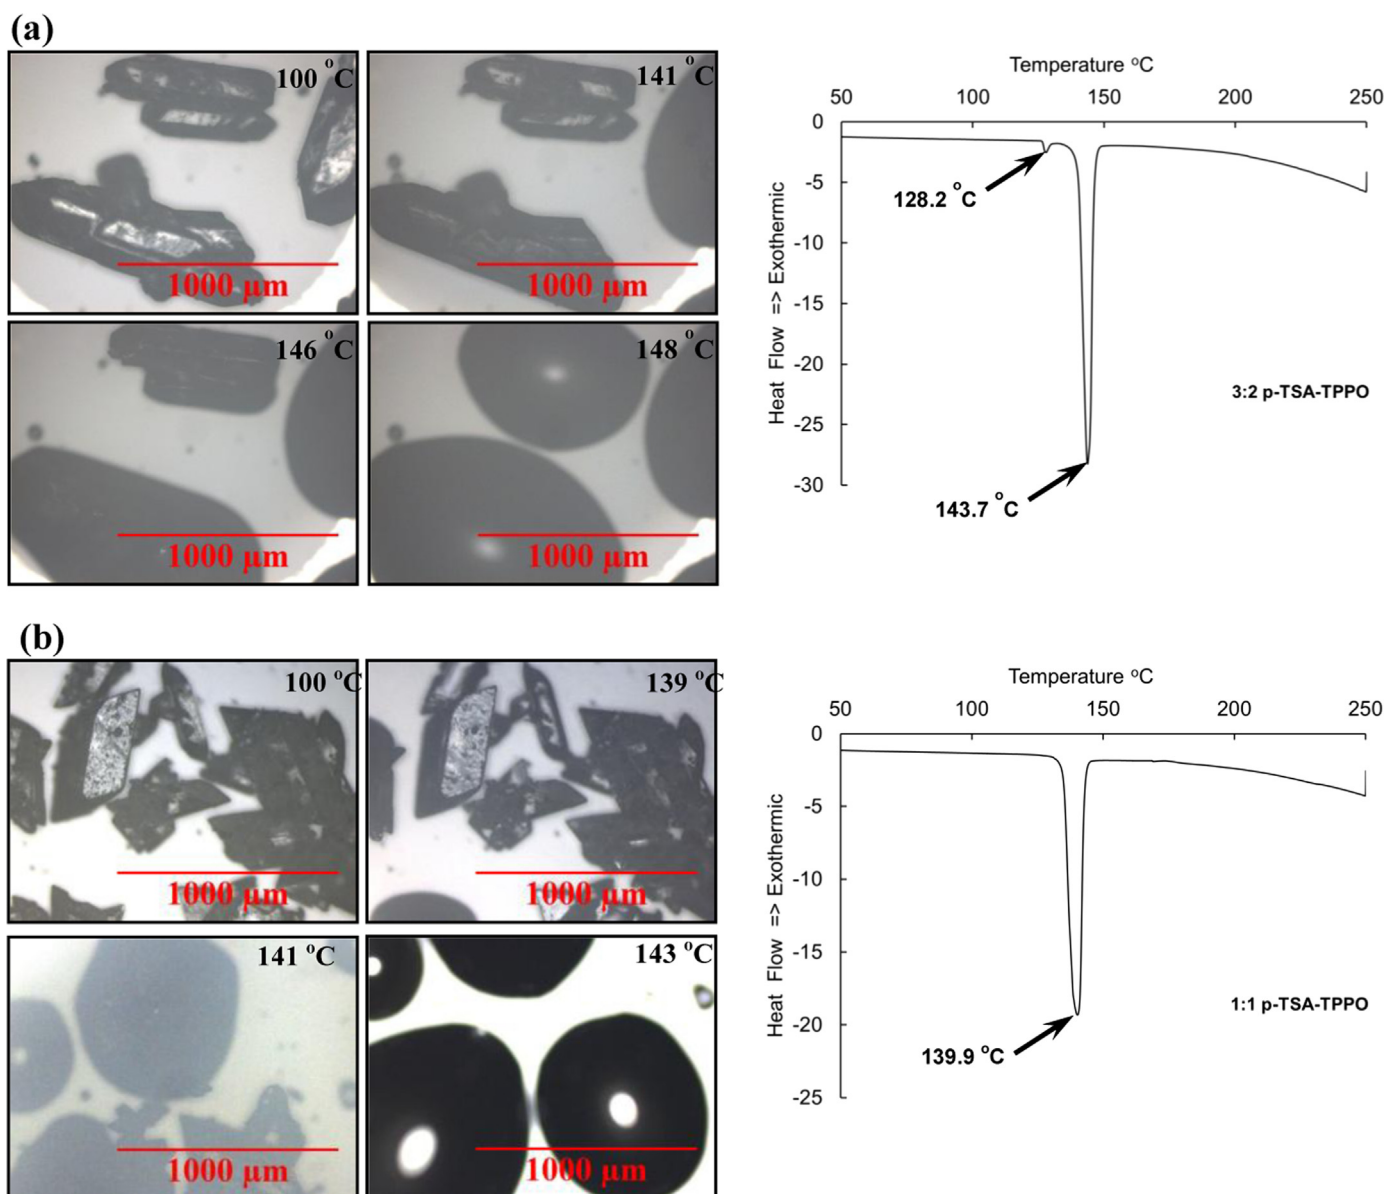 (a)
100 °C
1000 µm
141 °C
1000 µm
146 °C
1000 µm
148 °C
1000 µm
Temperature °C
50 100 150 200 250
Heat Flow => Exothermic
0
-5
-10
-15
-20
-25
-30
128.2 °C
143.7 °C
3:2 p-TSA-TPPO
(b)
100 °C
1000 µm
139 °C
1000 µm
141 °C
1000 µm
143 °C
1000 µm
Temperature °C
50 100 150 200 250
Heat Flow => Exothermic
0
-5
-10
-15
-20
-25
139.9 °C
1:1 p-TSA-TPPO